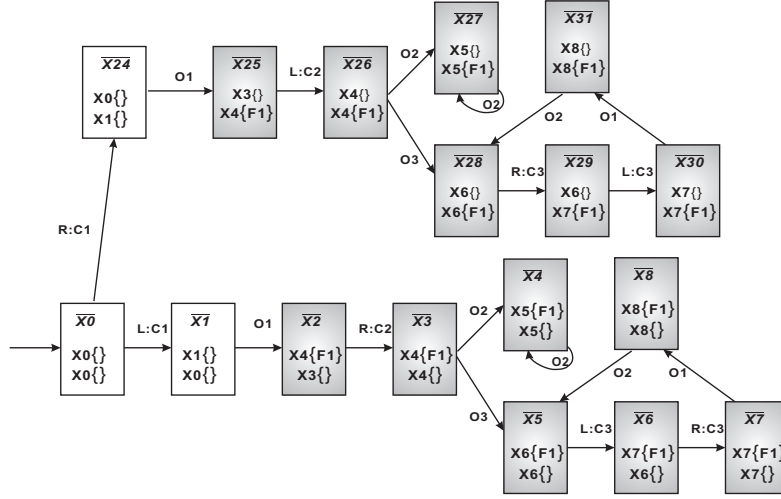 X24
X0{}
X1{}
O1
X25
X3{}
X4{F1}
L:C2
X26
X4{}
X4{F1}
O2
X27
X5{}
X5{F1}
O2
X31
X8{}
X8{F1}
O3
X28
X6{}
X6{F1}
R:C3
X29
X6{}
X7{F1}
L:C3
X30
X7{}
X7{F1}
O2
O1
R:C1
X0
X0{}
X0{}
L:C1
X1
X1{}
X0{}
O1
X2
X4{F1}
X3{}
R:C2
X3
X4{F1}
X4{}
O2
X4
X5{F1}
X5{}
O2
X8
X8{F1}
X8{}
O3
X5
X6{F1}
X6{}
L:C3
X6
X7{F1}
X6{}
R:C3
X7
X7{F1}
X7{}
O2
O1